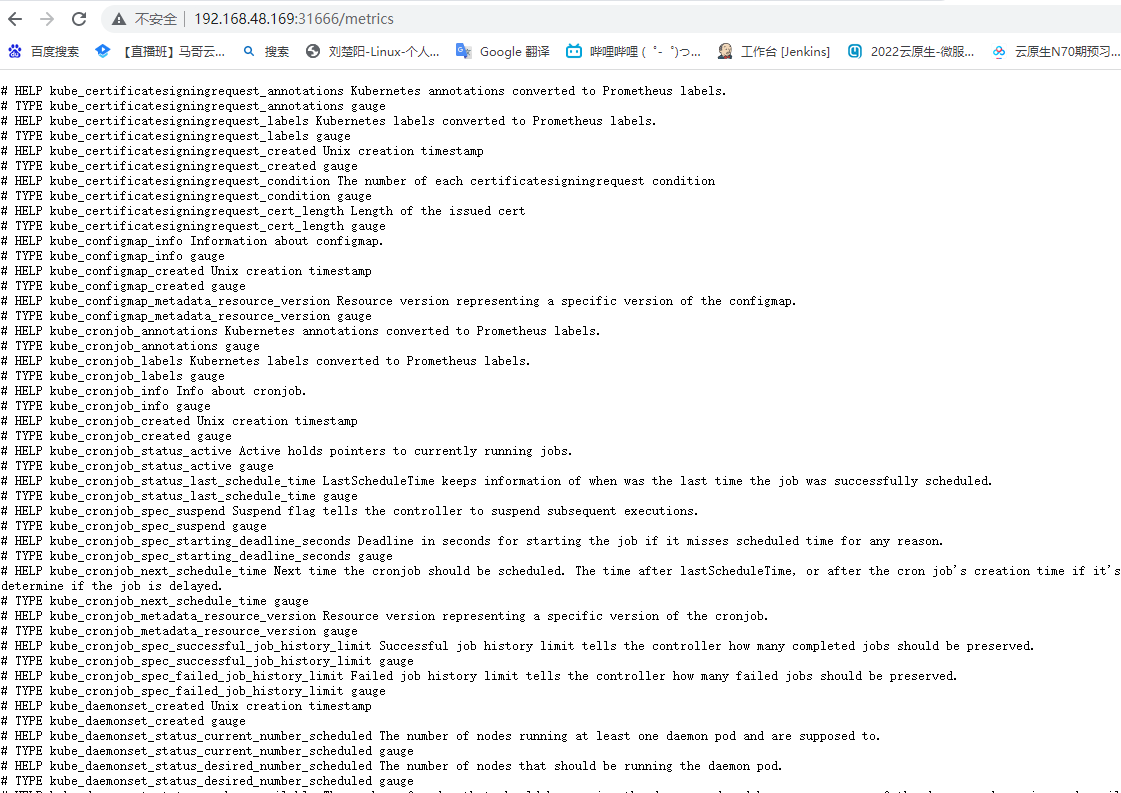 不安全 | 192.168.48.169:31666/metrics
百度搜索 【直播班】马哥云... 搜索 刘楚阳-Linux-个人... Google 翻译 哔哩哔哩 ( ゜- ゜)つ... 工作台 [Jenkins] 2022云原生-微服... 云原生N70期预习...
# HELP kube_certificatesigningrequest_annotations Kubernetes annotations converted to Prometheus labels.
# TYPE kube_certificatesigningrequest_annotations gauge
# HELP kube_certificatesigningrequest_labels Kubernetes labels converted to Prometheus labels.
# TYPE kube_certificatesigningrequest_labels gauge
# HELP kube_certificatesigningrequest_created Unix creation timestamp
# TYPE kube_certificatesigningrequest_created gauge
# HELP kube_certificatesigningrequest_condition The number of each certificatesigningrequest condition
# TYPE kube_certificatesigningrequest_condition gauge
# HELP kube_certificatesigningrequest_cert_length Length of the issued cert
# TYPE kube_certificatesigningrequest_cert_length gauge
# HELP kube_configmap_info Information about configmap.
# TYPE kube_configmap_info gauge
# HELP kube_configmap_created Unix creation timestamp
# TYPE kube_configmap_created gauge
# HELP kube_configmap_metadata_resource_version Resource version representing a specific version of the configmap.
# TYPE kube_configmap_metadata_resource_version gauge
# HELP kube_cronjob_annotations Kubernetes annotations converted to Prometheus labels.
# TYPE kube_cronjob_annotations gauge
# HELP kube_cronjob_labels Kubernetes labels converted to Prometheus labels.
# TYPE kube_cronjob_labels gauge
# HELP kube_cronjob_info Info about cronjob.
# TYPE kube_cronjob_info gauge
# HELP kube_cronjob_created Unix creation timestamp
# TYPE kube_cronjob_created gauge
# HELP kube_cronjob_status_active Active holds pointers to currently running jobs.
# TYPE kube_cronjob_status_active gauge
# HELP kube_cronjob_status_last_schedule_time LastScheduleTime keeps information of when was the last time the job was successfully scheduled.
# TYPE kube_cronjob_status_last_schedule_time gauge
# HELP kube_cronjob_spec_suspend Suspend flag tells the controller to suspend subsequent executions.
# TYPE kube_cronjob_spec_suspend gauge
# HELP kube_cronjob_spec_starting_deadline_seconds Deadline in seconds for starting the job if it misses scheduled time for any reason.
# TYPE kube_cronjob_spec_starting_deadline_seconds gauge
# HELP kube_cronjob_next_schedule_time Next time the cronjob should be scheduled. The time after lastScheduleTime, or after the cron job's creation time if it's
determine if the job is delayed.
# TYPE kube_cronjob_next_schedule_time gauge
# HELP kube_cronjob_metadata_resource_version Resource version representing a specific version of the cronjob.
# TYPE kube_cronjob_metadata_resource_version gauge
# HELP kube_cronjob_spec_successful_job_history_limit Successful job history limit tells the controller how many completed jobs should be preserved.
# TYPE kube_cronjob_spec_successful_job_history_limit gauge
# HELP kube_cronjob_spec_failed_job_history_limit Failed job history limit tells the controller how many failed jobs should be preserved.
# TYPE kube_cronjob_spec_failed_job_history_limit gauge
# HELP kube_daemonset_created Unix creation timestamp
# TYPE kube_daemonset_created gauge
# HELP kube_daemonset_status_current_number_scheduled The number of nodes running at least one daemon pod and are supposed to.
# TYPE kube_daemonset_status_current_number_scheduled gauge
# HELP kube_daemonset_status_desired_number_scheduled The number of nodes that should be running the daemon pod.
# TYPE kube_daemonset_status_desired_number_scheduled gauge